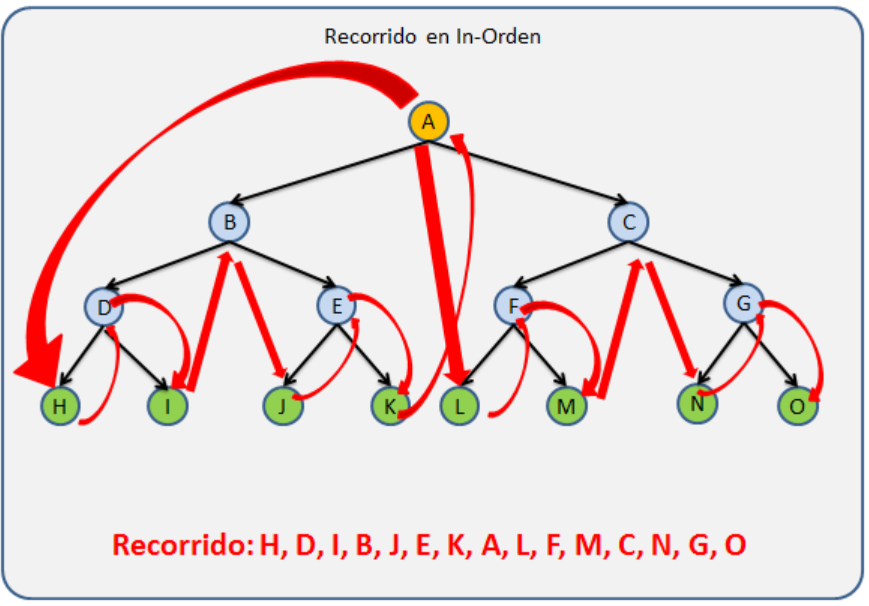 Recorrido en In-Orden
A
B C
D E F G
H I J K L M N O
Recorrido: H, D, I, B, J, E, K, A, L, F, M, C, N, G, O